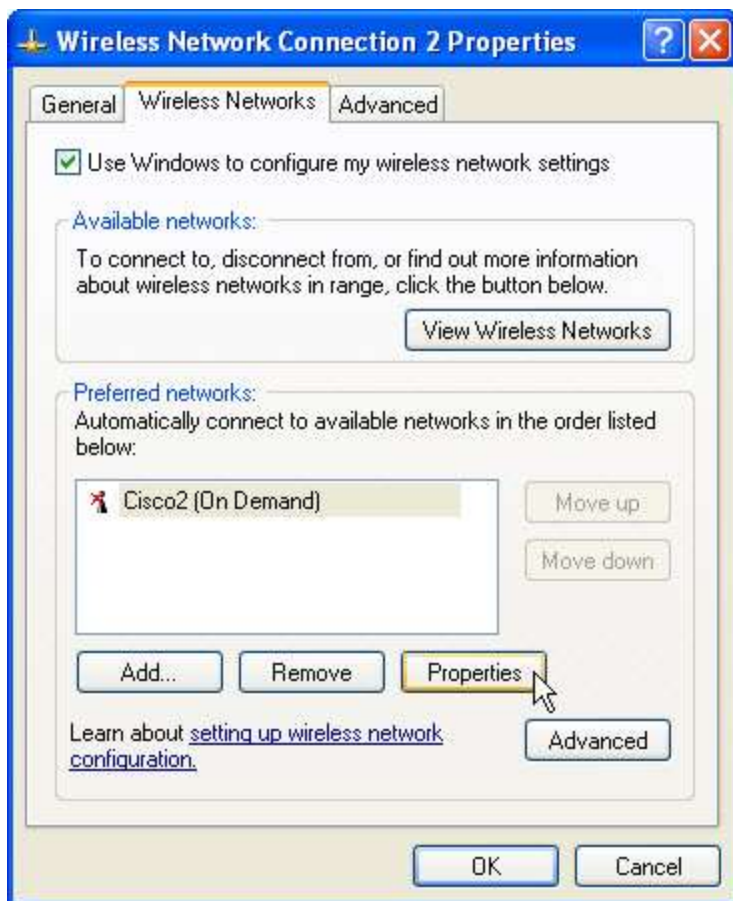 Wireless Network Connection 2 Properties
General
Wireless Networks
Advanced
Use Windows to configure my wireless network settings
Available networks:
To connect to, disconnect from, or find out more information
about wireless networks in range, click the button below.
View Wireless Networks
Preferred networks:
Automatically connect to available networks in the order listed
below:
Cisco2 (On Demand)
Move up
Move down
Add...
Remove
Properties
Learn about setting up wireless network
configuration.
Advanced
OK
Cancel